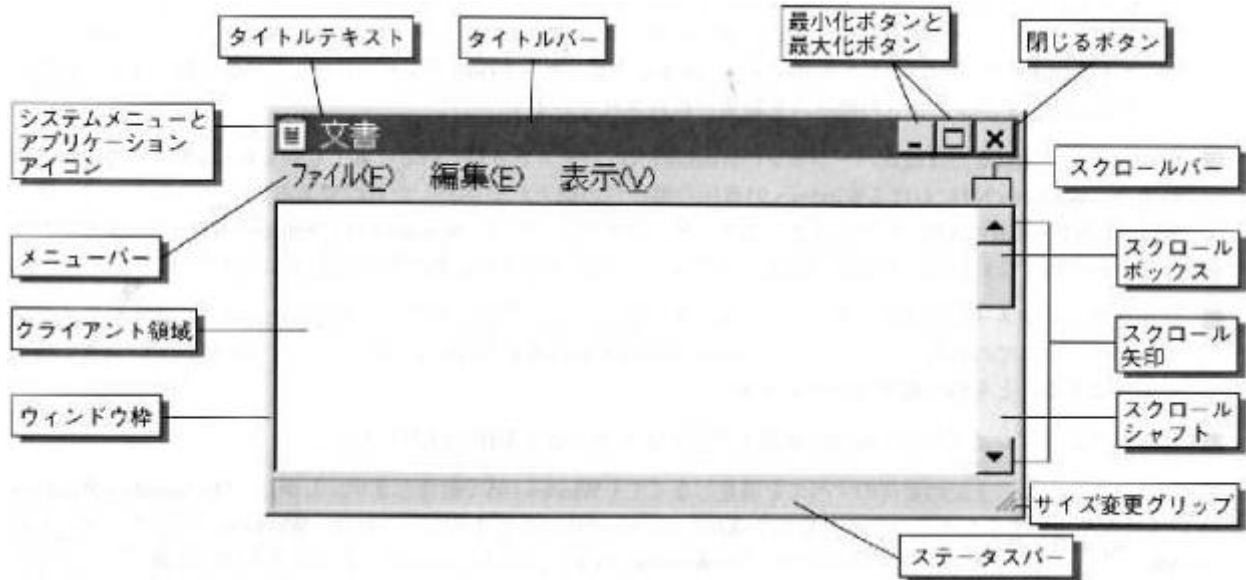 タイトルテキスト
タイトルバー
最小化ボタンと
最大化ボタン
閉じるボタン
システムメニューと
アプリケーション
アイコン
文書
ファイル(F) 編集(E) 表示(V)
スクロールバー
メニューバー
スクロール
ボックス
クライアント領域
スクロール
矢印
ウィンドウ枠
スクロール
シャフト
サイズ変更グリップ
ステータスバー